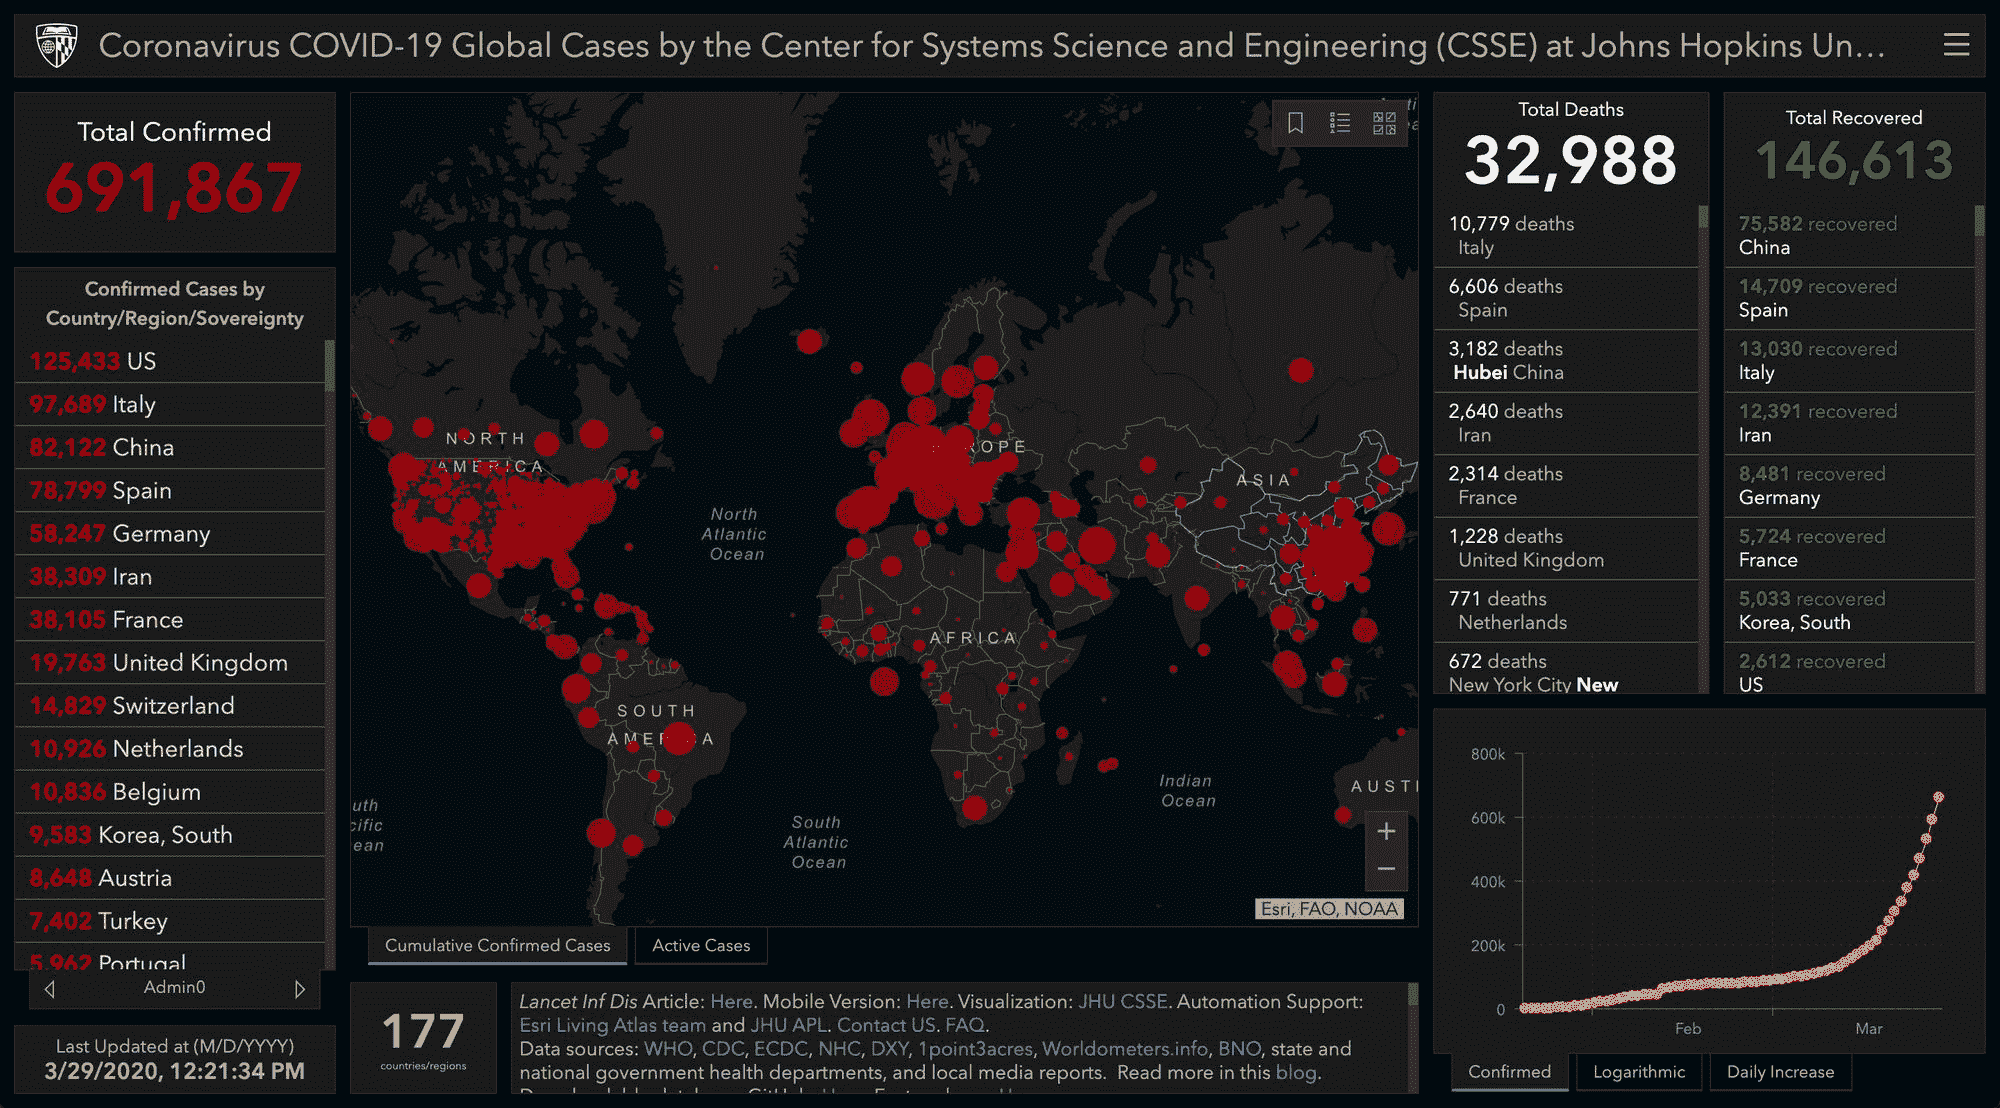 Coronavirus COVID-19 Global Cases by the Center for Systems Science and Engineering (CSSE) at Johns Hopkins Un...
Total Confirmed
691,867
Confirmed Cases by
Country/Region/Sovereignty
125,433 US
97,689 Italy
82,122 China
78,799 Spain
58,247 Germany
38,309 Iran
38,105 France
19,763 United Kingdom
14,829 Switzerland
10,926 Netherlands
10,836 Belgium
9,583 Korea, South
8,648 Austria
7,402 Turkey
5,962 Portugal
Admin0
Last Updated at (M/D/YYYY)
3/29/2020, 12:21:34 PM
NORTH
AMERICA
ROPE
ASIA
North
Atlantic
Ocean
AFRICA
SOUTH
AME A
Indian
Ocean
AUSTI
uth
cific
ean
South
Atlantic
Ocean
+
−
Esri, FAO, NOAA
Cumulative Confirmed Cases
Active Cases
177
countries/regions
Lancet Inf Dis Article: Here. Mobile Version: Here. Visualization: JHU CSSE. Automation Support:
Esri Living Atlas team and JHU APL. Contact US. FAQ.
Data sources: WHO, CDC, ECDC, NHC, DXY, 1point3acres, Worldometers.info, BNO, state and
national government health departments, and local media reports. Read more in this blog.
Total Deaths
32,988
10,779 deaths
Italy
6,606 deaths
Spain
3,182 deaths
Hubei China
2,640 deaths
Iran
2,314 deaths
France
1,228 deaths
United Kingdom
771 deaths
Netherlands
672 deaths
New York City New
Total Recovered
146,613
75,582 recovered
China
14,709 recovered
Spain
13,030 recovered
Italy
12,391 recovered
Iran
8,481 recovered
Germany
5,724 recovered
France
5,033 recovered
Korea, South
2,612 recovered
US
800k
600k
400k
200k
0
Feb
Mar
Confirmed
Logarithmic
Daily Increase